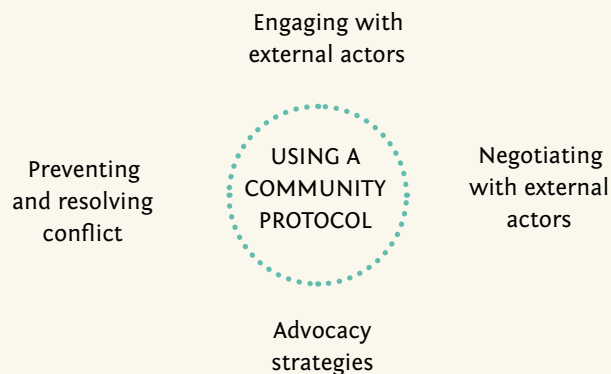 Engaging with
external actors
Preventing
and resolving
conflict
USING A
COMMUNITY
PROTOCOL
Negotiating
with external
actors
Advocacy
strategies